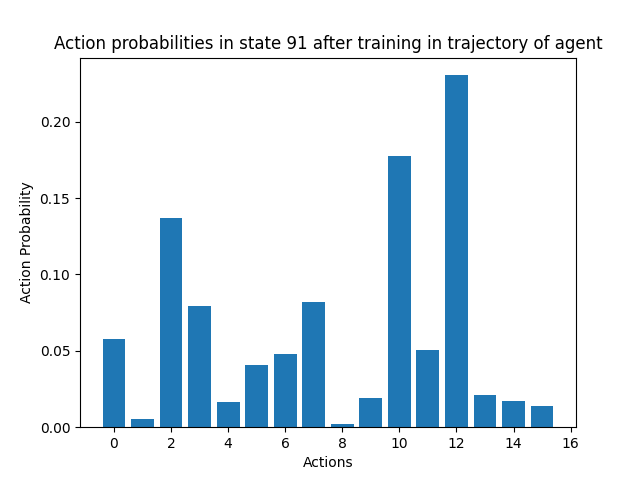 Action probabilities in state 91 after training in trajectory of agent
Action Probability
0.20
0.15
0.10
0.05
0.00
0 2 4 6 8 10 12 14 16
Actions